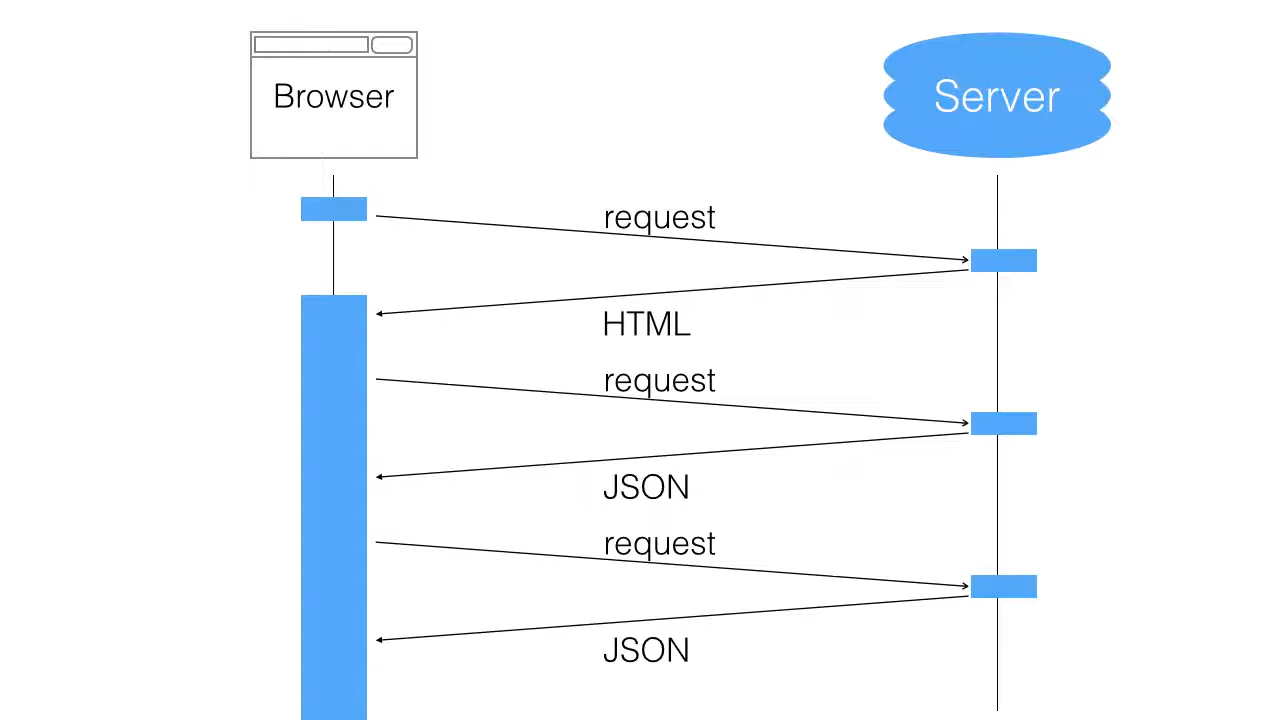 Browser
Server
request
HTML
request
JSON
request
JSON